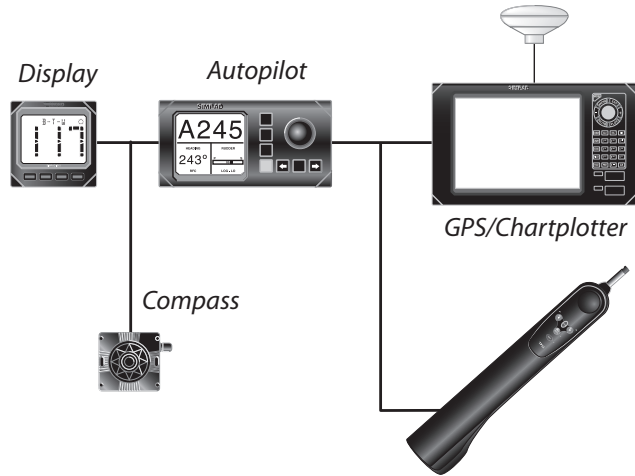 Display
Autopilot
B-T-W
SIMRAD
A245
HEADING
243°
RUDDER
GPS/Chartplotter
Compass